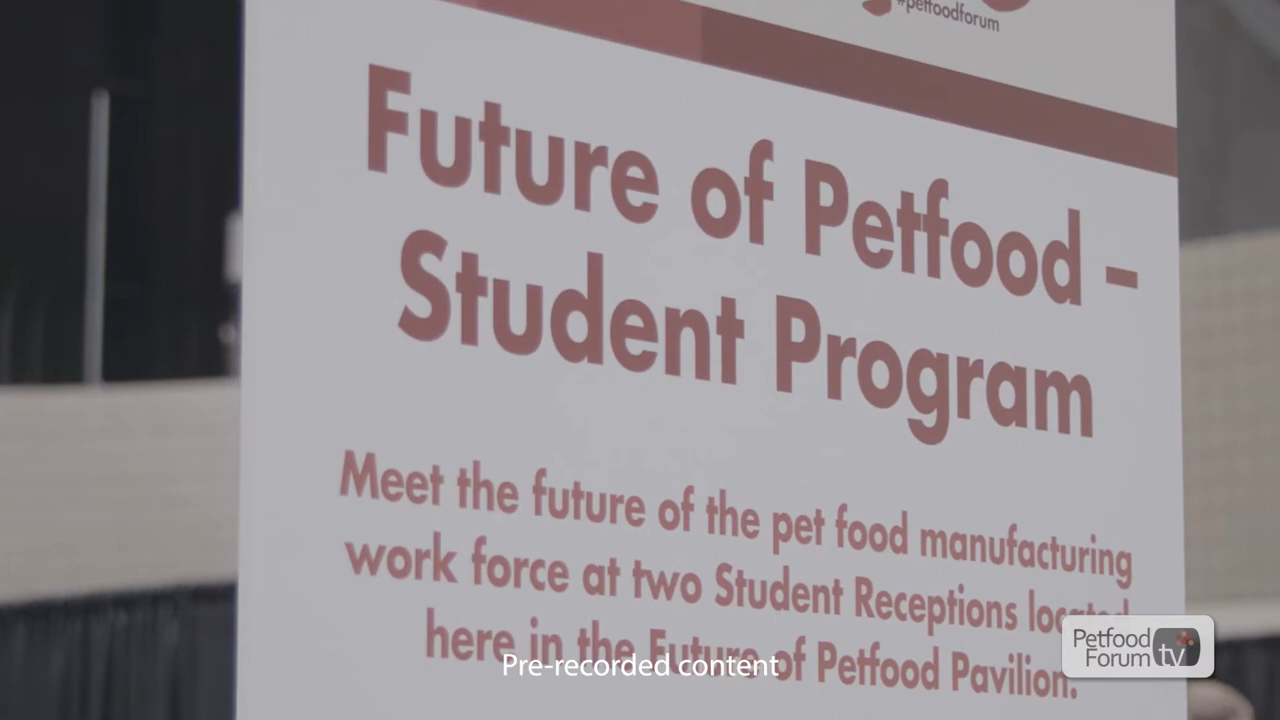 #petfoodforum
Future of Petfood –
Student Program
Meet the future of the pet food manufacturing
work force at two Student Receptions located
here in the Future of Petfood Pavilion.
Pre-recorded content
Petfood
Forum tv